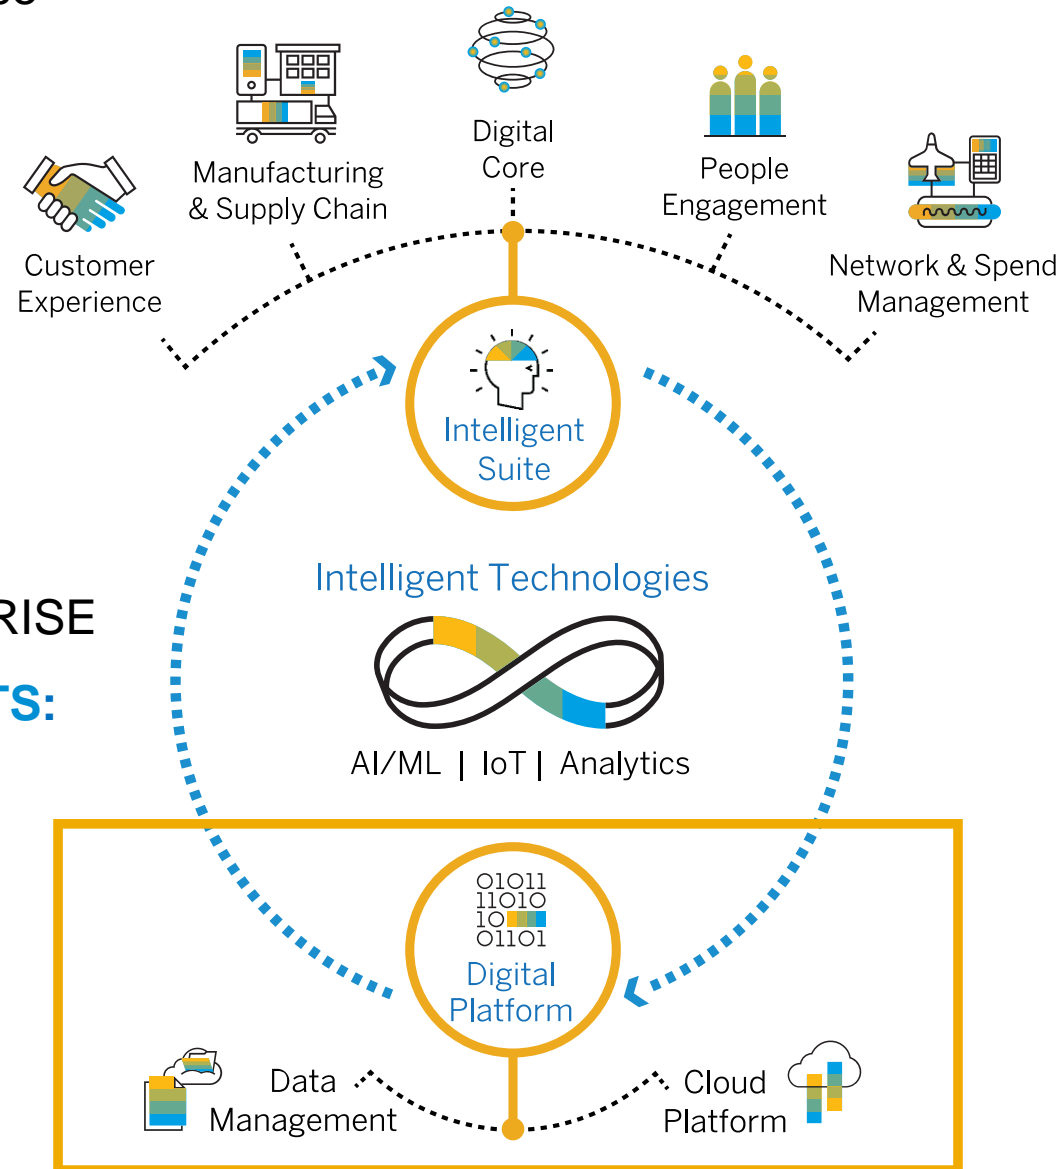 Digital
Core
Manufacturing
& Supply Chain
People
Engagement
Customer
Experience
Network & Spend
Management
Intelligent
Suite
Intelligent Technologies
RISE
TS:
AI/ML | IoT | Analytics
01011
11010
10
01101
Digital
Platform
Data
Management
Cloud
Platform